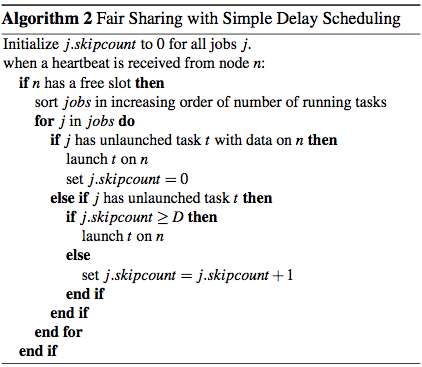 Algorithm 2 Fair Sharing with Simple Delay Scheduling
Initialize j.skipcount to 0 for all jobs j.
when a heartbeat is received from node n:
if n has a free slot then
sort jobs in increasing order of number of running tasks
for j in jobs do
if j has unlaunched task t with data on n then
launch t on n
set j.skipcount = 0
else if j has unlaunched task t then
if j.skipcount ≥ D then
launch t on n
else
set j.skipcount = j.skipcount + 1
end if
end if
end for
end if